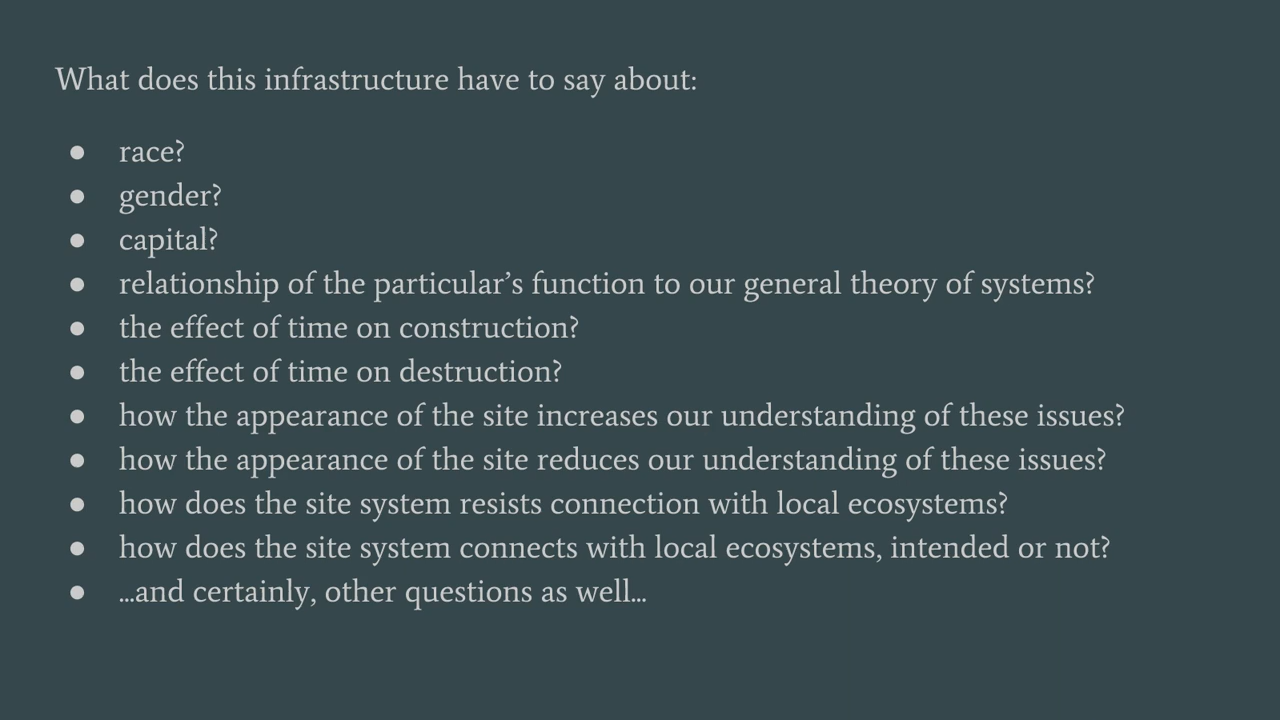 What does this infrastructure have to say about:
● race?
● gender?
● capital?
● relationship of the particular’s function to our general theory of systems?
● the effect of time on construction?
● the effect of time on destruction?
● how the appearance of the site increases our understanding of these issues?
● how the appearance of the site reduces our understanding of these issues?
● how does the site system resists connection with local ecosystems?
● how does the site system connects with local ecosystems, intended or not?
● …and certainly, other questions as well…